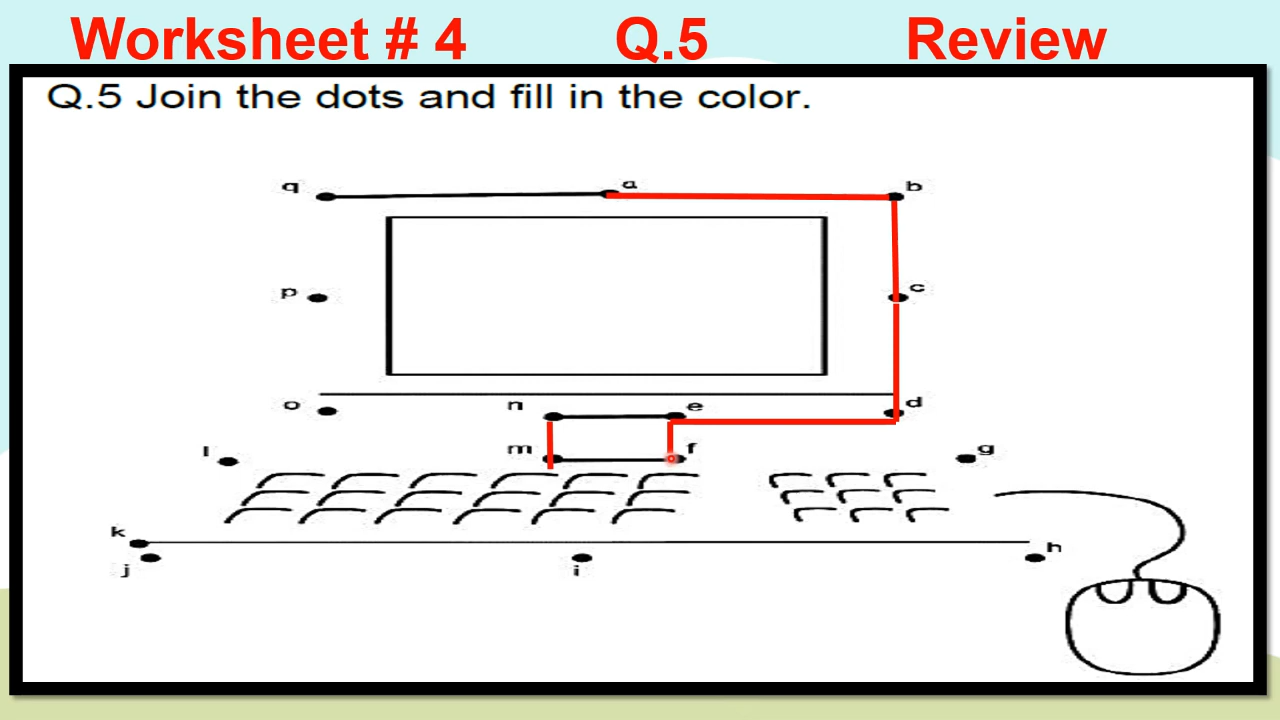 Worksheet # 4 Q.5 Review
Q.5 Join the dots and fill in the color.
q a b
p c
o n e d
l m f g
k h
j i